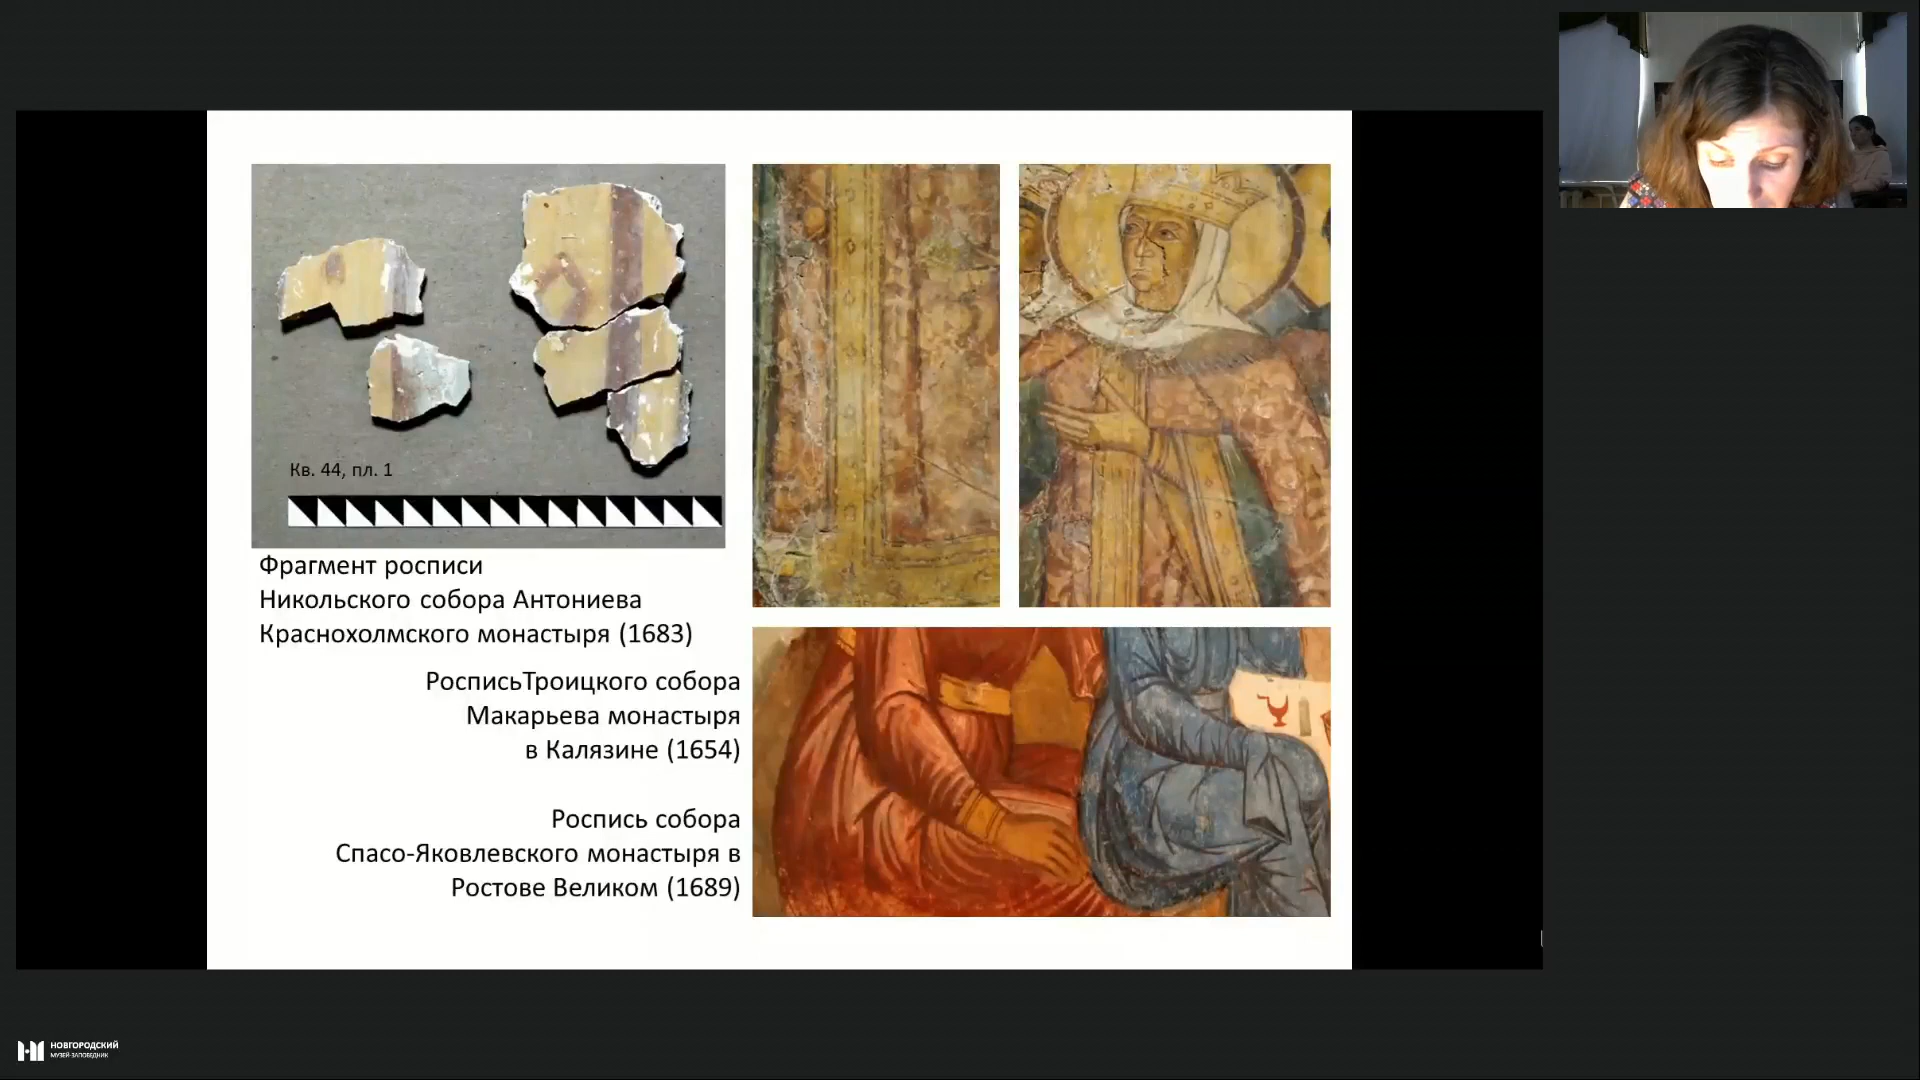 Кв. 44, пл. 1
Фрагмент росписи
Никольского собора Антониева
Краснохолмского монастыря (1683)
РосписьТроицкого собора
Макарьева монастыря
в Калязине (1654)
Роспись собора
Спасо-Яковлевского монастыря в
Ростове Великом (1689)
НОВГОРОДСКИЙ
МУЗЕЙ-ЗАПОВЕДНИК